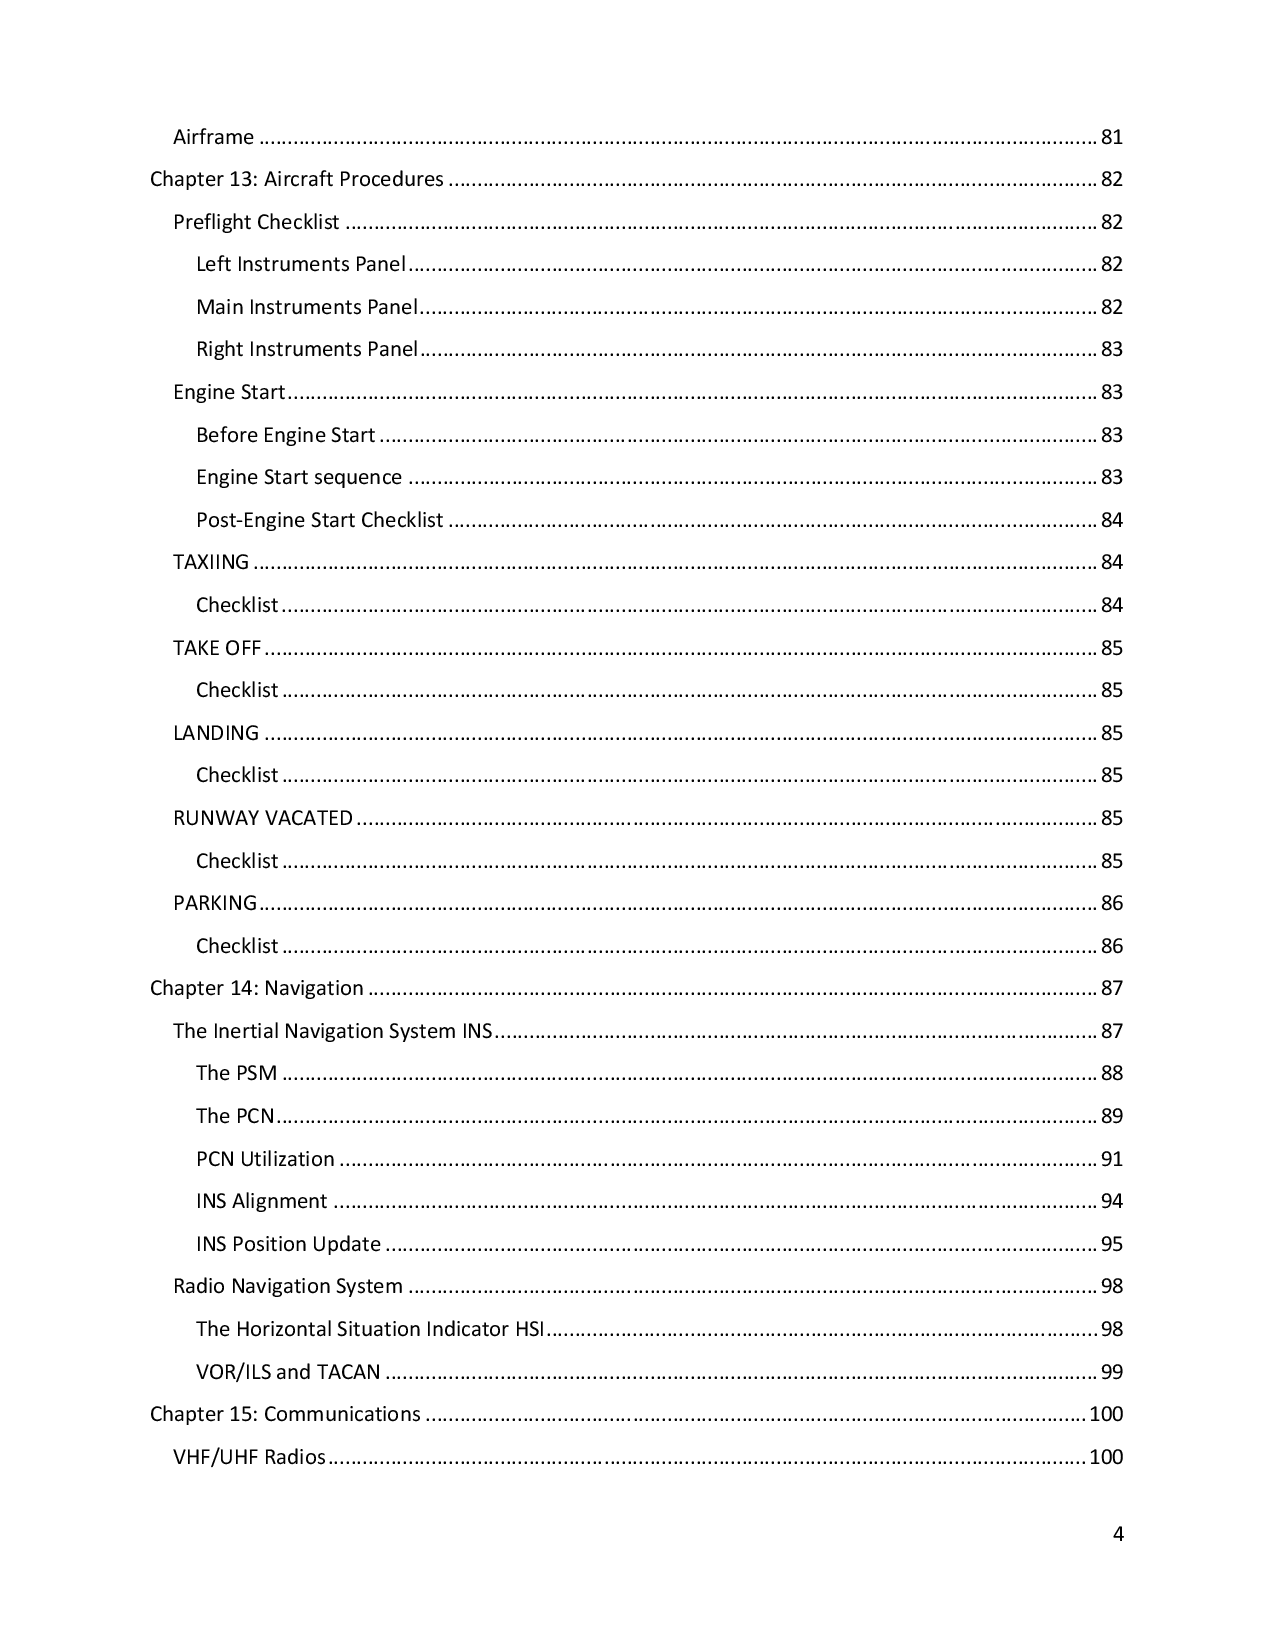 Airframe ........ 81
Chapter 13: Aircraft Procedures ........ 82
Preflight Checklist ........ 82
Left Instruments Panel ........ 82
Main Instruments Panel ........ 82
Right Instruments Panel ........ 83
Engine Start ........ 83
Before Engine Start ........ 83
Engine Start sequence ........ 83
Post-Engine Start Checklist ........ 84
TAXIING ........ 84
Checklist ........ 84
TAKE OFF ........ 85
Checklist ........ 85
LANDING ........ 85
Checklist ........ 85
RUNWAY VACATED ........ 85
Checklist ........ 85
PARKING ........ 86
Checklist ........ 86
Chapter 14: Navigation ........ 87
The Inertial Navigation System INS ........ 87
The PSM ........ 88
The PCN ........ 89
PCN Utilization ........ 91
INS Alignment ........ 94
INS Position Update ........ 95
Radio Navigation System ........ 98
The Horizontal Situation Indicator HSI ........ 98
VOR/ILS and TACAN ........ 99
Chapter 15: Communications ........ 100
VHF/UHF Radios ........ 100
4